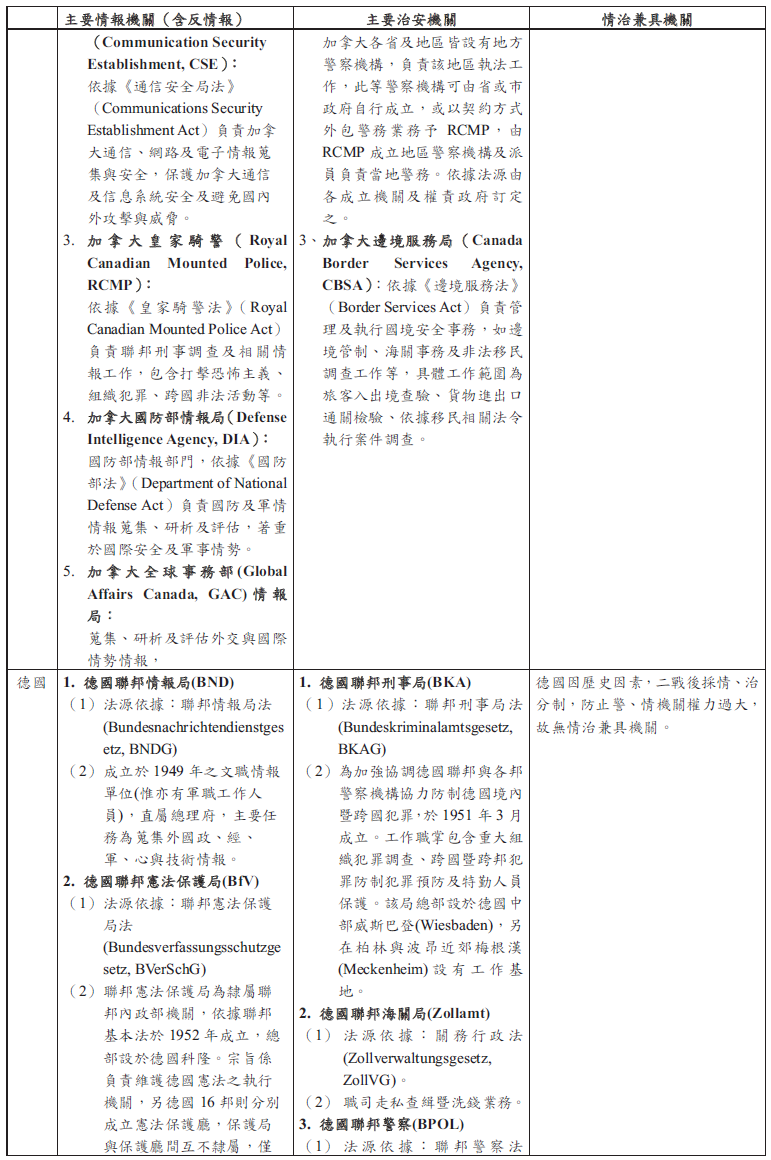 主要情報機關（含反情報）
主要治安機關
情治兼具機關
（Communication Security
Establishment, CSE）：
依據《通信安全局法》
（Communications Security
Establishment Act）負責加拿
大通信、網路及電子情報蒐
集與安全，保護加拿大通信
及信息系統安全及避免國內
外攻擊與威脅。
3. 加拿大皇家騎警（Royal
Canadian Mounted Police,
RCMP）：
依據《皇家騎警法》（Royal
Canadian Mounted Police Act）
負責聯邦刑事調查及相關情
報工作，包含打擊恐怖主義、
組織犯罪、跨國非法活動等。
4. 加拿大國防部情報局（Defense
Intelligence Agency, DIA）：
國防部情報部門，依據《國防
部法》（Department of National
Defense Act）負責國防及軍情
情報蒐集、研析及評估，著重
於國際安全及軍事情勢。
5. 加拿大全球事務部(Global
Affairs Canada, GAC)情報
局：
蒐集、研析及評估外交與國際
情勢情報，
加拿大各省及地區皆設有地方
警察機構，負責該地區執法工
作，此等警察機構可由省或市
政府自行成立，或以契約方式
外包警務業務予 RCMP，由
RCMP 成立地區警察機構及派
員負責當地警務。依據法源由
各成立機關及權責政府訂定
之。
3、加拿大邊境服務局（Canada
Border Services Agency,
CBSA）：依據《邊境服務法》
（Border Services Act）負責管
理及執行國境安全事務，如邊
境管制、海關事務及非法移民
調查工作等，具體工作範圍為
旅客入出境查驗、貨物進出口
通關檢驗、依據移民相關法令
執行案件調查。
德國
1. 德國聯邦情報局(BND)
（1）法源依據：聯邦情報局法
(Bundesnachrichtendienstges
etz, BNDG)
（2）成立於 1949 年之文職情報
單位(惟亦有軍職工作人
員)，直屬總理府，主要任
務為蒐集外國政、經、
軍、心與技術情報。
2. 德國聯邦憲法保護局(BfV)
（1）法源依據：聯邦憲法保護
局法
(Bundesverfassungsschutzge
setz, BVerSchG)
（2）聯邦憲法保護局為隸屬聯
邦內政部機關，依據聯邦
基本法於 1952 年成立，總
部設於德國科隆。宗旨係
負責維護德國憲法之執行
機關，另德國 16 邦則分別
成立憲法保護廳，保護局
與保護廳間互不隸屬，僅
1. 德國聯邦刑事局(BKA)
（1）法源依據：聯邦刑事局法
(Bundeskriminalamtsgesetz,
BKAG)
（2）為加強協調德國聯邦與各邦
警察機構協力防制德國境內
暨跨國犯罪，於 1951 年 3 月
成立。工作職掌包含重大組
織犯罪調查、跨國暨跨邦犯
罪防制犯罪預防及特勤人員
保護。該局總部設於德國中
部威斯巴登(Wiesbaden)，另
在柏林與波昂近郊梅根漢
(Meckenheim)設有工作基
地。
2. 德國聯邦海關局(Zollamt)
（1） 法源依據：關務行政法
(Zollverwaltungsgesetz,
ZollVG)。
（2） 職司走私查緝暨洗錢業務。
3. 德國聯邦警察(BPOL)
（1） 法源依據：聯邦警察法
德國因歷史因素，二戰後採情、治
分制，防止警、情機關權力過大，
故無情治兼具機關。